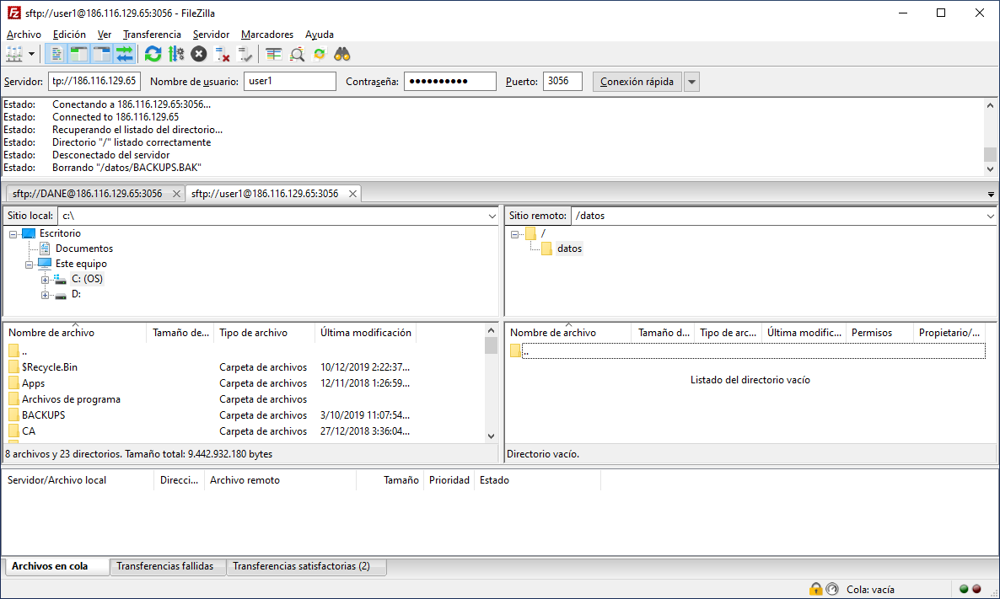 sftp://user1@186.116.129.65:3056 - FileZilla
Archivo Edición Ver Transferencia Servidor Marcadores Ayuda
Servidor: tp://186.116.129.65 Nombre de usuario: user1 Contraseña: ●●●●●●●●●● Puerto: 3056 Conexión rápida
Estado: Conectando a 186.116.129.65:3056...
Estado: Connected to 186.116.129.65
Estado: Recuperando el listado del directorio...
Estado: Directorio "/" listado correctamente
Estado: Desconectado del servidor
Estado: Borrando "/datos/BACKUPS.BAK"
sftp://DANE@186.116.129.65:3056 sftp://user1@186.116.129.65:3056
Sitio local: c:\
Escritorio
Documentos
Este equipo
C: (OS)
D:
Sitio remoto: /datos
/
datos
Nombre de archivo Tamaño de... Tipo de archivo Última modificación
..
$Recycle.Bin Carpeta de archivos 10/12/2019 2:22:37...
Apps Carpeta de archivos 12/11/2018 1:26:59...
Archivos de programa Carpeta de archivos
BACKUPS Carpeta de archivos 3/10/2019 11:07:54...
CA Carpeta de archivos 27/12/2018 3:36:04...
8 archivos y 23 directorios. Tamaño total: 9.442.932.180 bytes
Nombre de archivo Tamaño d... Tipo de arc... Última modific... Permisos Propietario/...
..
Listado del directorio vacío
Directorio vacío.
Servidor/Archivo local Direcci... Archivo remoto Tamaño Prioridad Estado
Archivos en cola Transferencias fallidas Transferencias satisfactorias (2)
Cola: vacía